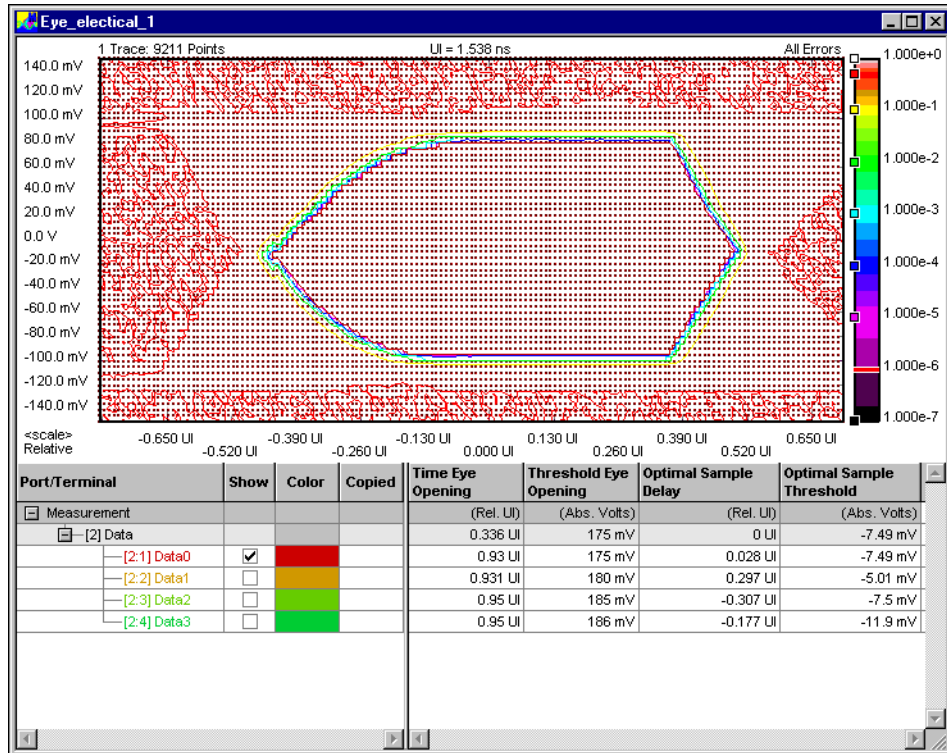 Eye_electical_1
1 Trace: 9211 Points UI = 1.538 ns All Errors
140.0 mV
120.0 mV
100.0 mV
80.0 mV
60.0 mV
40.0 mV
20.0 mV
0.0 V
-20.0 mV
-40.0 mV
-60.0 mV
-80.0 mV
-100.0 mV
-120.0 mV
-140.0 mV
1.000e+0
1.000e-1
1.000e-2
1.000e-3
1.000e-4
1.000e-5
1.000e-6
1.000e-7
<scale>
Relative
-0.650 UI -0.390 UI -0.130 UI 0.130 UI 0.390 UI 0.650 UI
-0.520 UI -0.260 UI 0.000 UI 0.260 UI 0.520 UI
Port/Terminal Show Color Copied Time Eye Opening Threshold Eye Opening Optimal Sample Delay Optimal Sample Threshold
Measurement (Rel. UI) (Abs. Volts) (Rel. UI) (Abs. Volts)
[2] Data 0.336 UI 175 mV 0 UI -7.49 mV
[2:1] Data0 0.93 UI 175 mV 0.028 UI -7.49 mV
[2:2] Data1 0.931 UI 180 mV 0.297 UI -5.01 mV
[2:3] Data2 0.95 UI 185 mV -0.307 UI -7.5 mV
[2:4] Data3 0.95 UI 186 mV -0.177 UI -11.9 mV